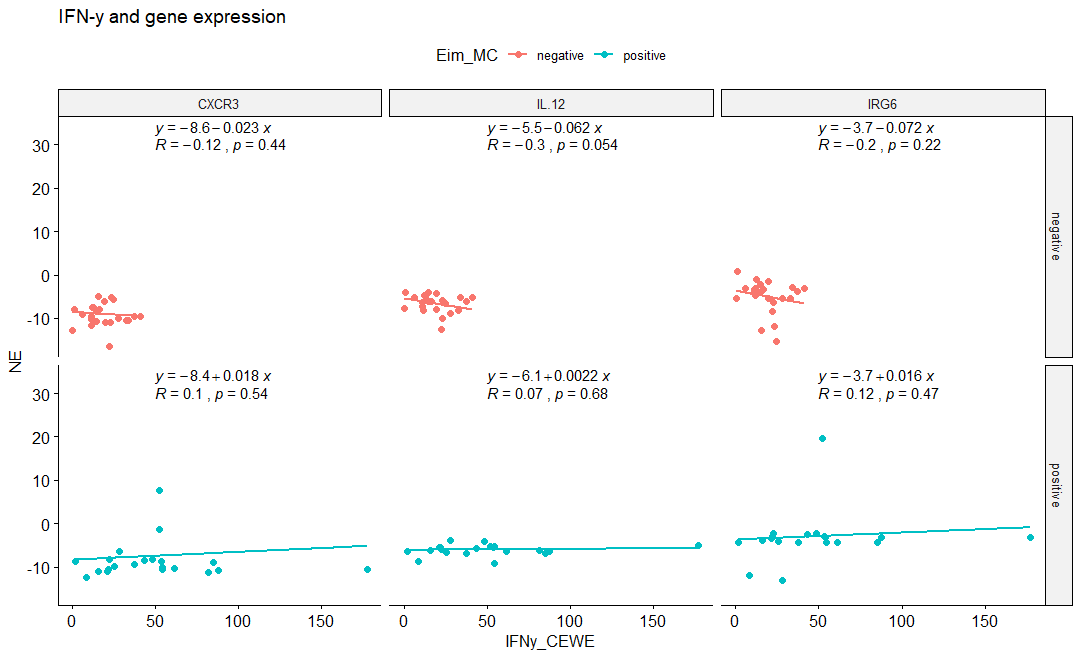 IFN-y and gene expression
Eim_MC negative positive
CXCR3 IL.12 IRG6
y = −8.6−0.023 x y = −5.5−0.062 x y = −3.7−0.072 x
R = −0.12 , p = 0.44 R = −0.3 , p = 0.054 R = −0.2 , p = 0.22
30
20
10
0
-10
negative
y = −8.4+0.018 x y = −6.1+0.0022 x y = −3.7+0.016 x
R = 0.1 , p = 0.54 R = 0.07 , p = 0.68 R = 0.12 , p = 0.47
30
20
10
0
-10
positive
NE
0 50 100 150 0 50 100 150 0 50 100 150
IFNy_CEWE